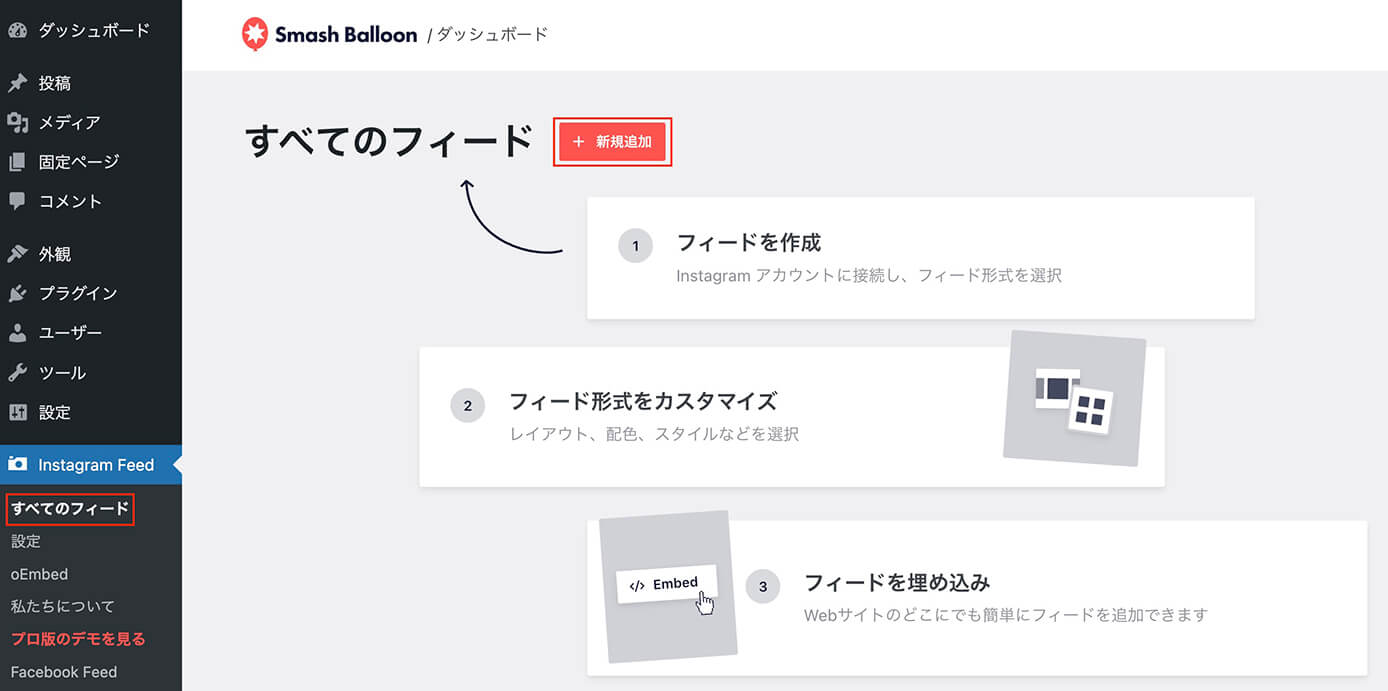 ダッシュボード
投稿
メディア
固定ページ
コメント
外観
プラグイン
ユーザー
ツール
設定
Instagram Feed
すべてのフィード
設定
oEmbed
私たちについて
プロ版のデモを見る
Facebook Feed
Smash Balloon / ダッシュボード
すべてのフィード
+ 新規追加
1
フィードを作成
Instagram アカウントに接続し、フィード形式を選択
2
フィード形式をカスタマイズ
レイアウト、配色、スタイルなどを選択
</> Embed
3
フィードを埋め込み
Webサイトのどこにでも簡単にフィードを追加できます